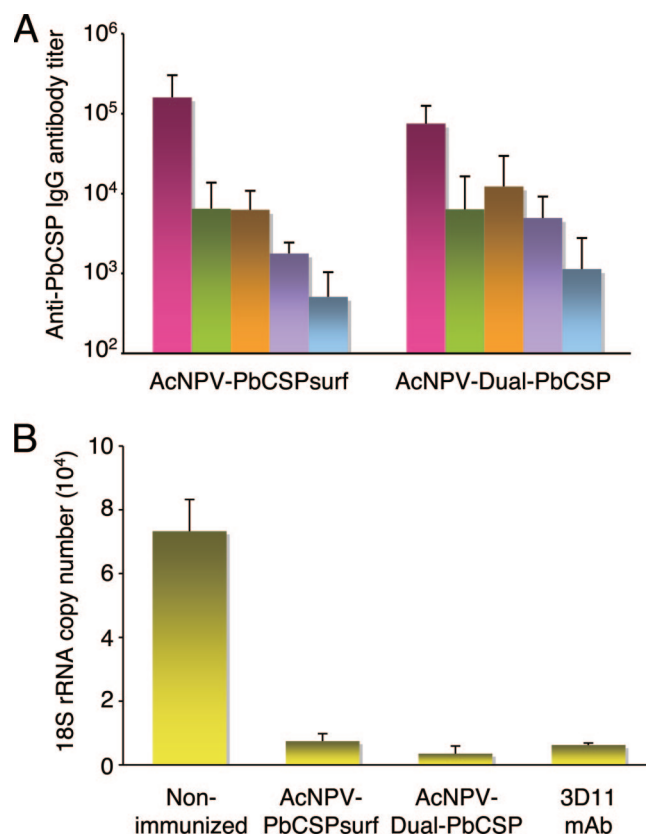 A
Anti-PbCSP IgG antibody titer
10⁶
10⁵
10⁴
10³
10²
AcNPV-PbCSPsurf
AcNPV-Dual-PbCSP
B
18S rRNA copy number (10⁴)
10
8
6
4
2
0
Non-
immunized
AcNPV-
PbCSPsurf
AcNPV-
Dual-PbCSP
3D11
mAb